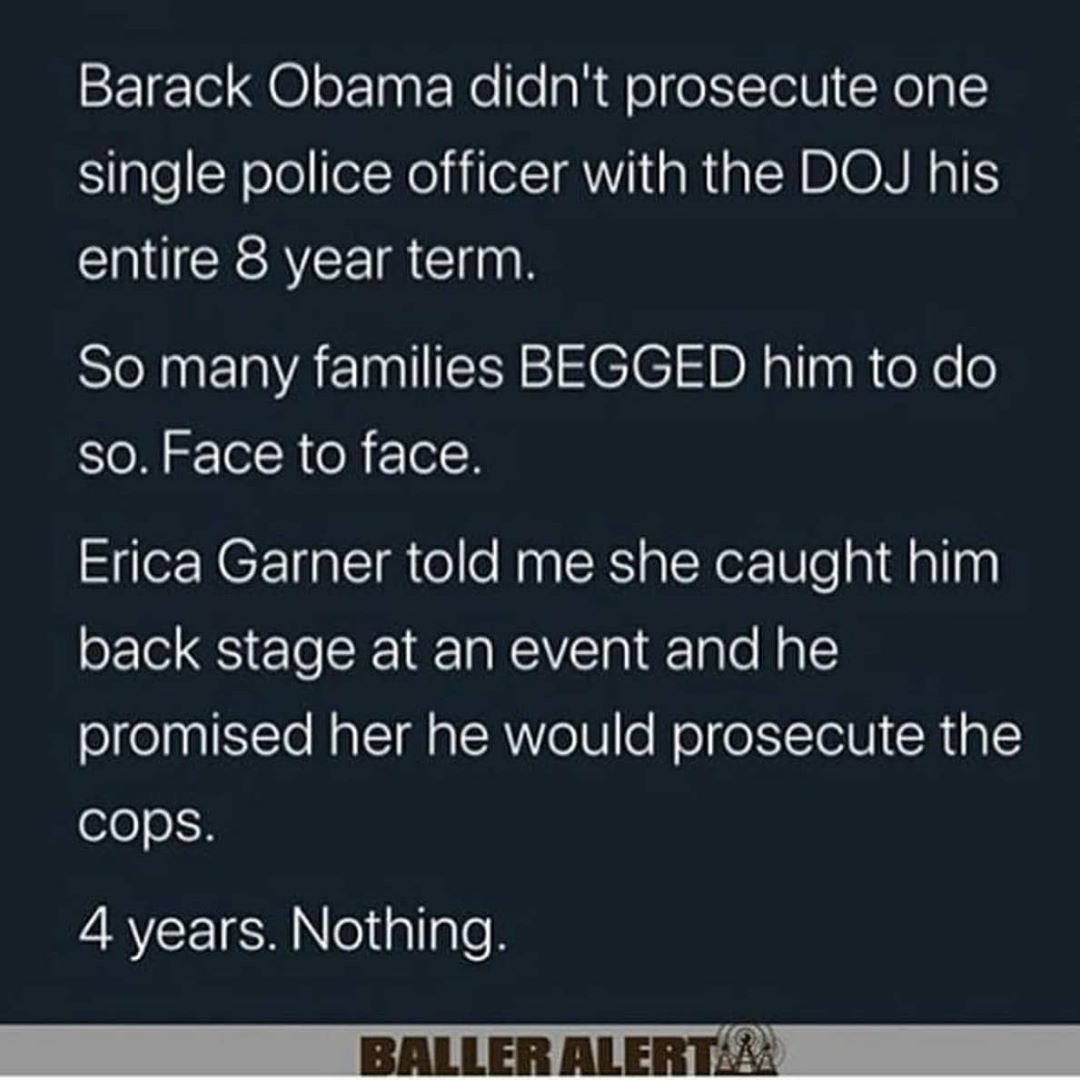 Barack Obama didn't prosecute one
single police officer with the DOJ his
entire 8 year term.
So many families BEGGED him to do
so. Face to face.
Erica Garner told me she caught him
back stage at an event and he
promised her he would prosecute the
cops.
4 years. Nothing.
BALLER ALERT